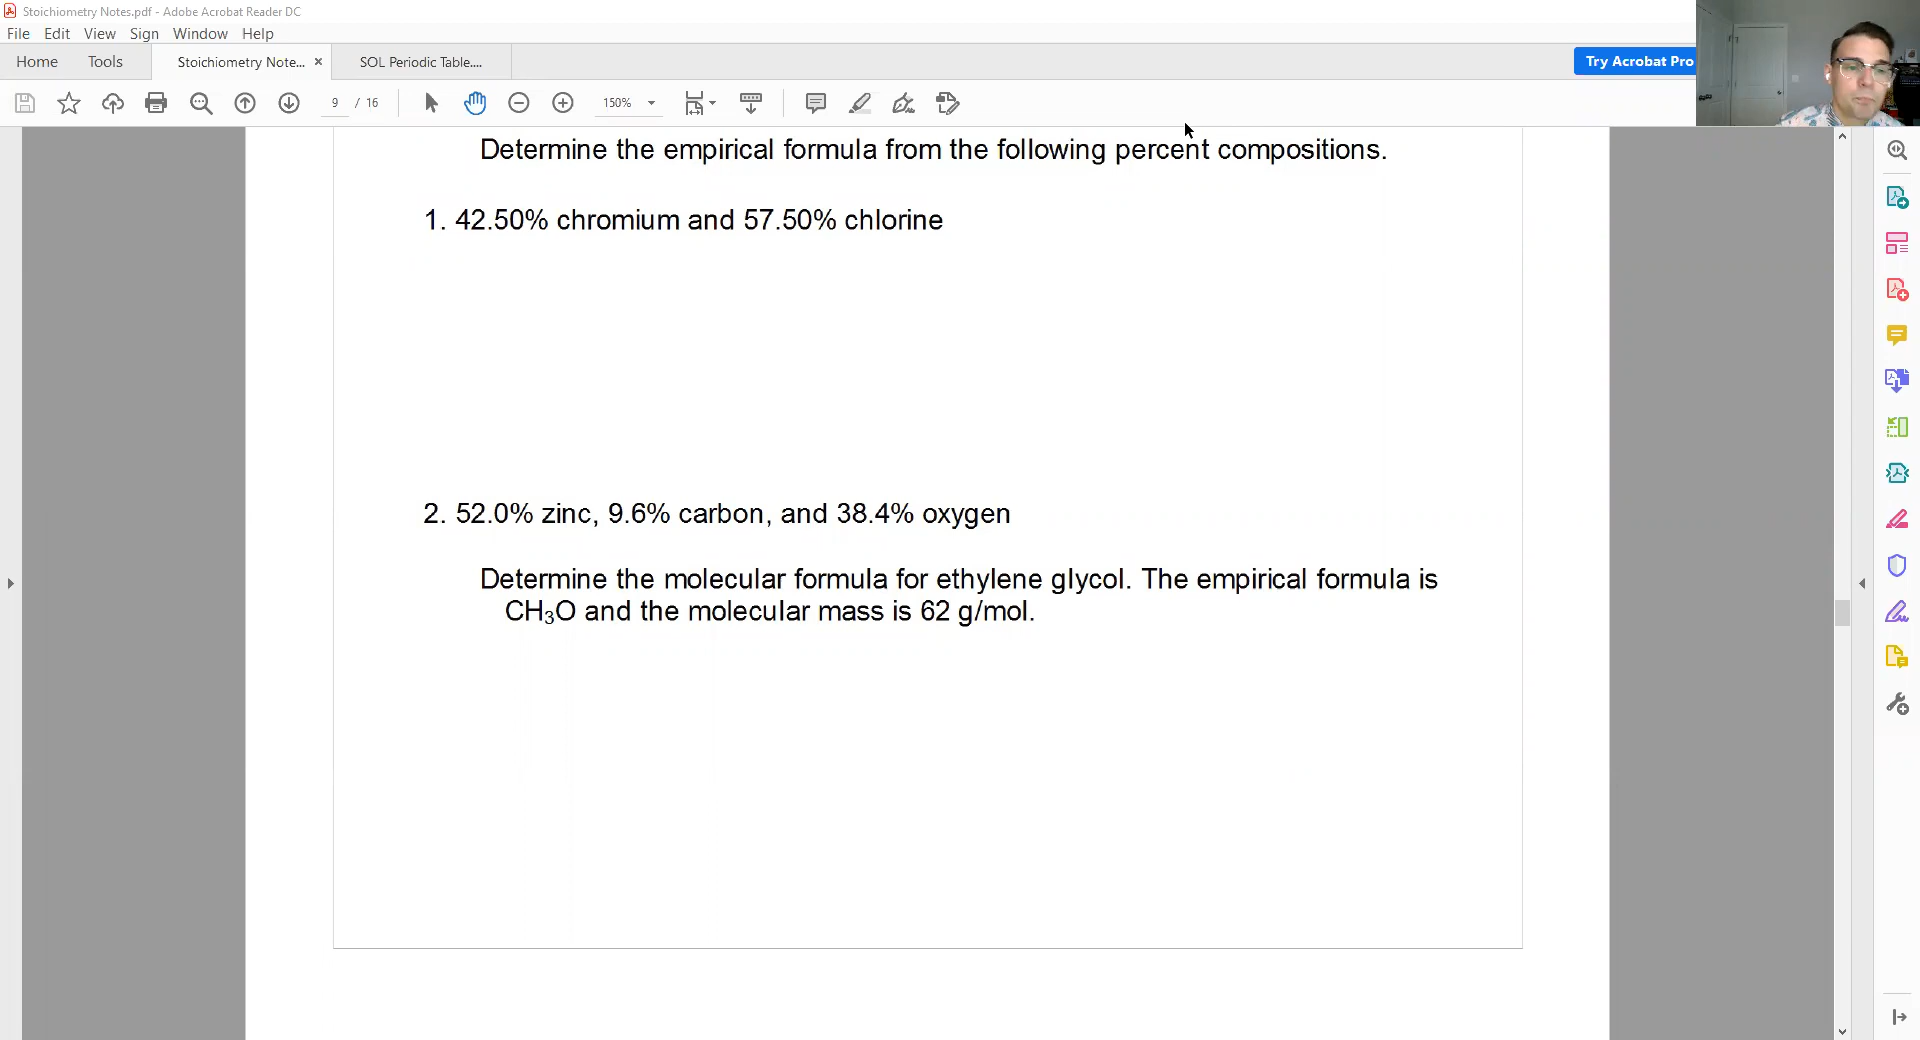 Stoichiometry Notes.pdf - Adobe Acrobat Reader DC
File Edit View Sign Window Help
Home Tools Stoichiometry Note... × SOL Periodic Table.... Try Acrobat Pro
9 / 16 150%
Determine the empirical formula from the following percent compositions.
1. 42.50% chromium and 57.50% chlorine
2. 52.0% zinc, 9.6% carbon, and 38.4% oxygen
Determine the molecular formula for ethylene glycol. The empirical formula is
CH₃O and the molecular mass is 62 g/mol.